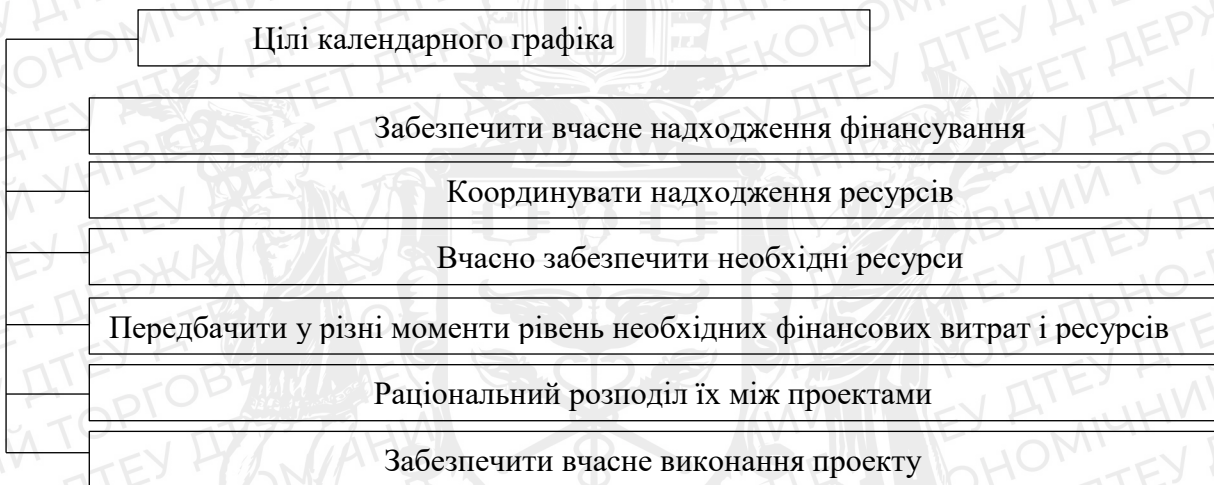 Цілі календарного графіка
Забезпечити вчасне надходження фінансування
Координувати надходження ресурсів
Вчасно забезпечити необхідні ресурси
Передбачити у різні моменти рівень необхідних фінансових витрат і ресурсів
Раціональний розподіл їх між проектами
Забезпечити вчасне виконання проекту